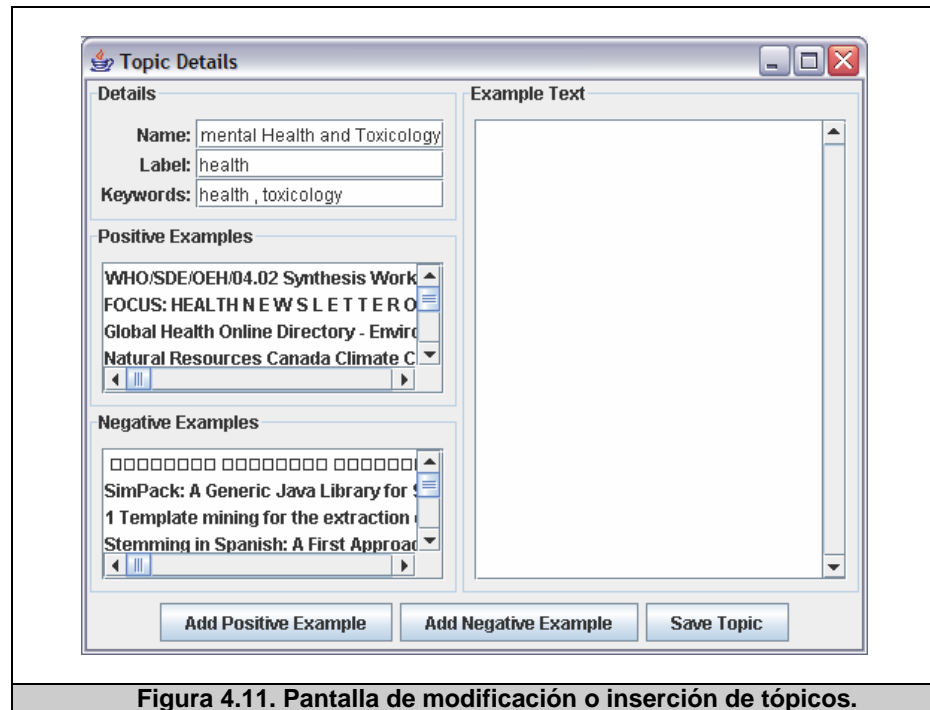 Topic Details
Details
Name: mental Health and Toxicology
Label: health
Keywords: health , toxicology
Positive Examples
WHO/SDE/OEH/04.02 Synthesis Work
FOCUS: HEALTH N E W S L E T T E R O
Global Health Online Directory - Enviro
Natural Resources Canada Climate C
Negative Examples
□□□□□□□□ □□□□□□□□ □□□□□□
SimPack: A Generic Java Library for S
1 Template mining for the extraction
Stemming in Spanish: A First Approac
Example Text
Add Positive Example
Add Negative Example
Save Topic
Figura 4.11. Pantalla de modificación o inserción de tópicos.